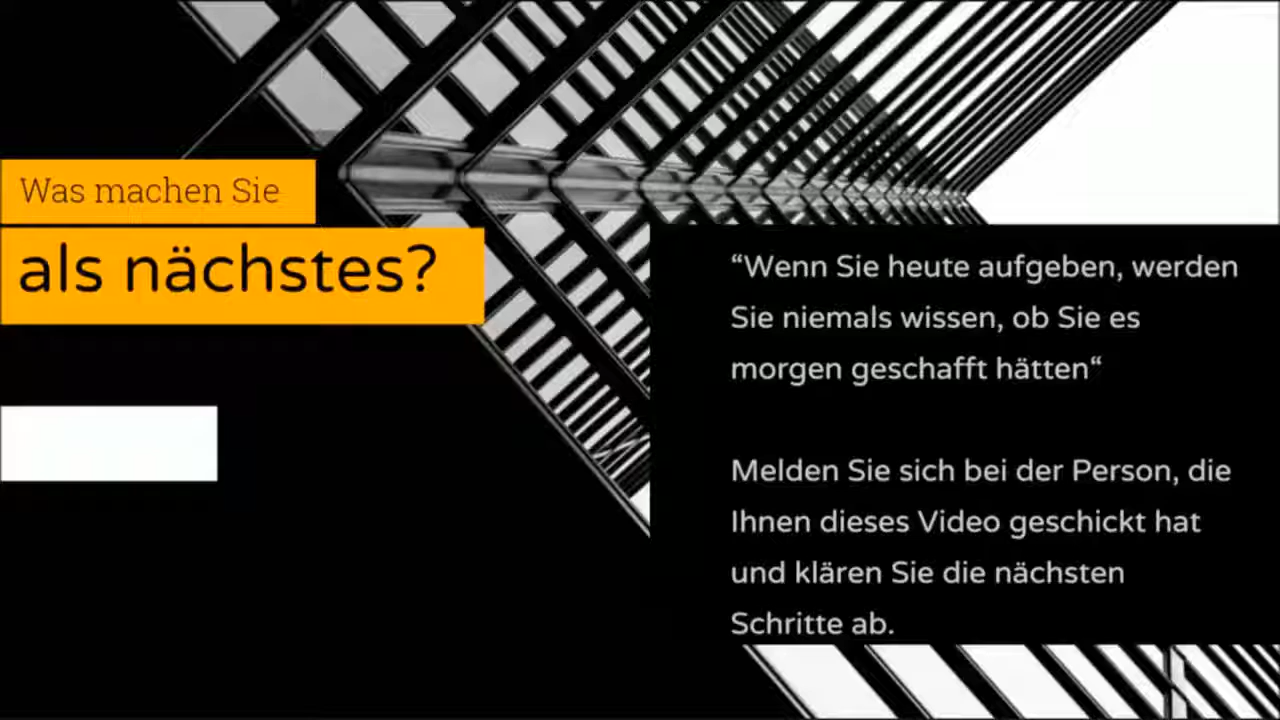 Was machen Sie
als nächstes?
“Wenn Sie heute aufgeben, werden
Sie niemals wissen, ob Sie es
morgen geschafft hätten“
Melden Sie sich bei der Person, die
Ihnen dieses Video geschickt hat
und klären Sie die nächsten
Schritte ab.